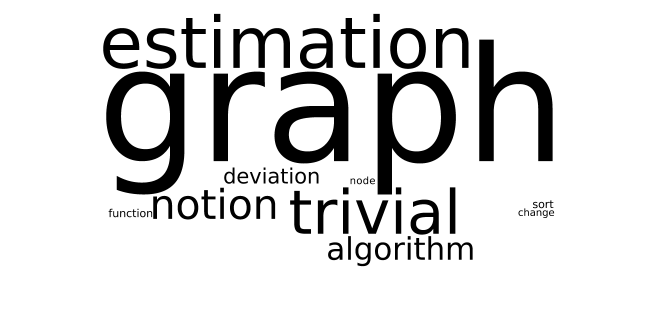 estimation
graph
deviation
node
notion
trivial
function
sort
change
algorithm